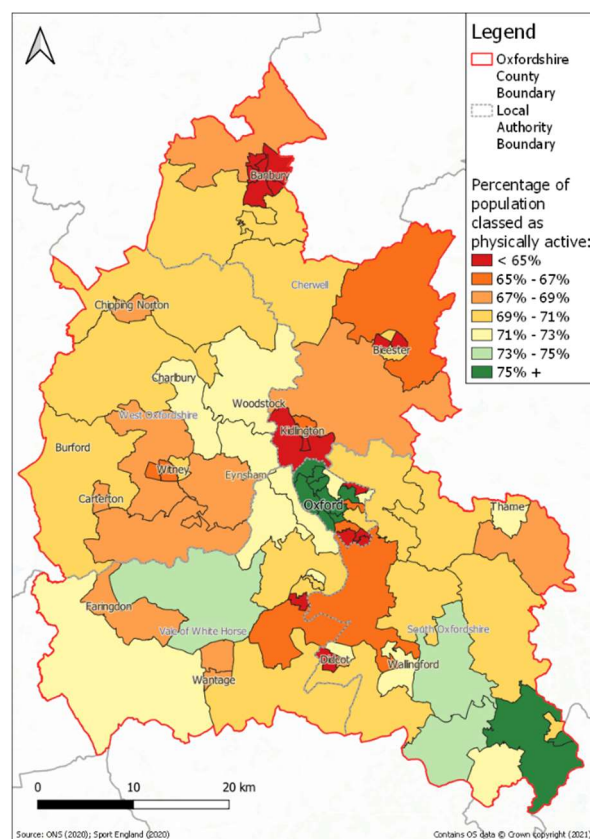 Legend
Oxfordshire
County
Boundary
Local
Authority
Boundary
Percentage of
population
classed as
physically active:
< 65%
65% - 67%
67% - 69%
69% - 71%
71% - 73%
73% - 75%
75% +
Banbury
Cherwell
Chipping Norton
Bicester
Charlbury
Woodstock
West Oxfordshire
Kidlington
Burford
Witney
Eynsham
Carterton
Oxford
Thame
Faringdon
Vale of White Horse
South Oxfordshire
Didcot
Wallingford
Wantage
0 10 20 km
Source: ONS (2020); Sport England (2020)
Contains OS data © Crown copyright (2021)